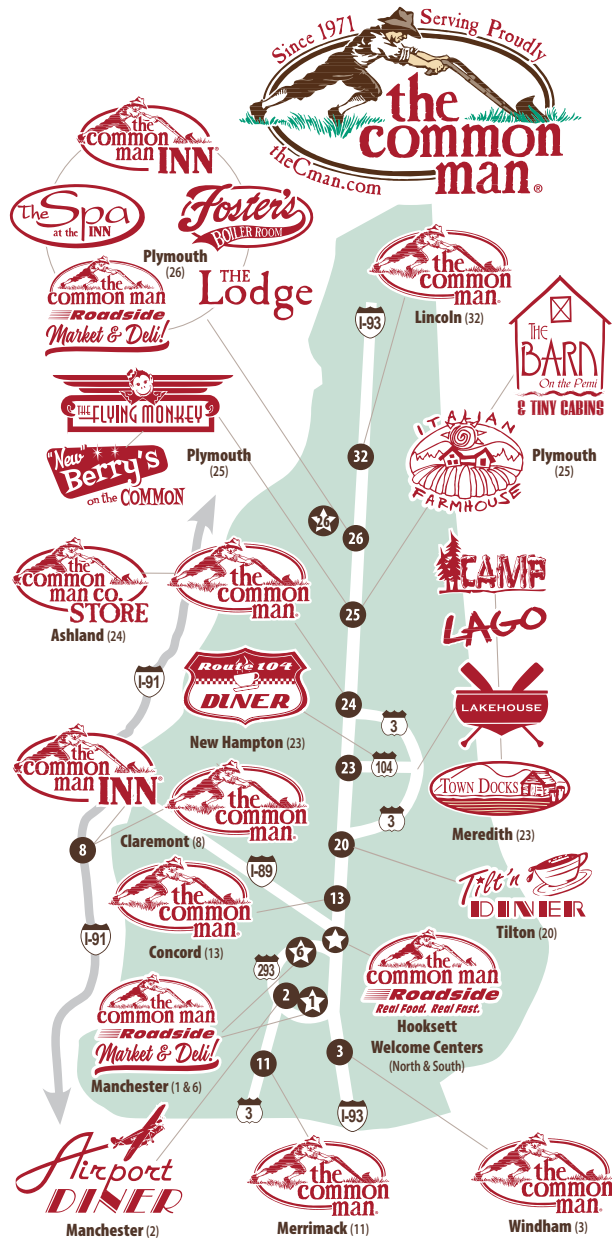 Since 1971
Serving Proudly
the
common
man®
theCman.com
the
common
man INN®
The Spa
at the INN
Foster's
BOILER ROOM
Plymouth
(26)
the
common man
Roadside
Market & Deli!
THE
Lodge
the
common
man®
Lincoln (32)
I-93
THE
BARN
On the Pemi
& TINY CABINS
THE FLYING MONKEY
"New"
Berry's
on the COMMON
Plymouth
(25)
ITALIAN
FARMHOUSE
Plymouth
(25)
32
26
26
25
the
common
man co.
STORE
Ashland (24)
the
common
man®
CAMP
LAGO
I-91
Route 104
DINER
New Hampton (23)
24
3
LAKEHOUSE
23
104
the
common
man
INN®
TOWN DOCKS
Meredith (23)
3
the
common
man®
Claremont (8)
8
20
I-89
Tilt'n
DINER
Tilton (20)
the
common
man®
Concord (13)
13
I-91
293
6
the
common man
Roadside
Real Food. Real Fast.
Hooksett
Welcome Centers
(North & South)
the
common man
Roadside
Market & Deli!
Manchester (1 & 6)
2
1
11
3
3
I-93
Airport
DINER
Manchester (2)
the
common
man®
Merrimack (11)
the
common
man®
Windham (3)